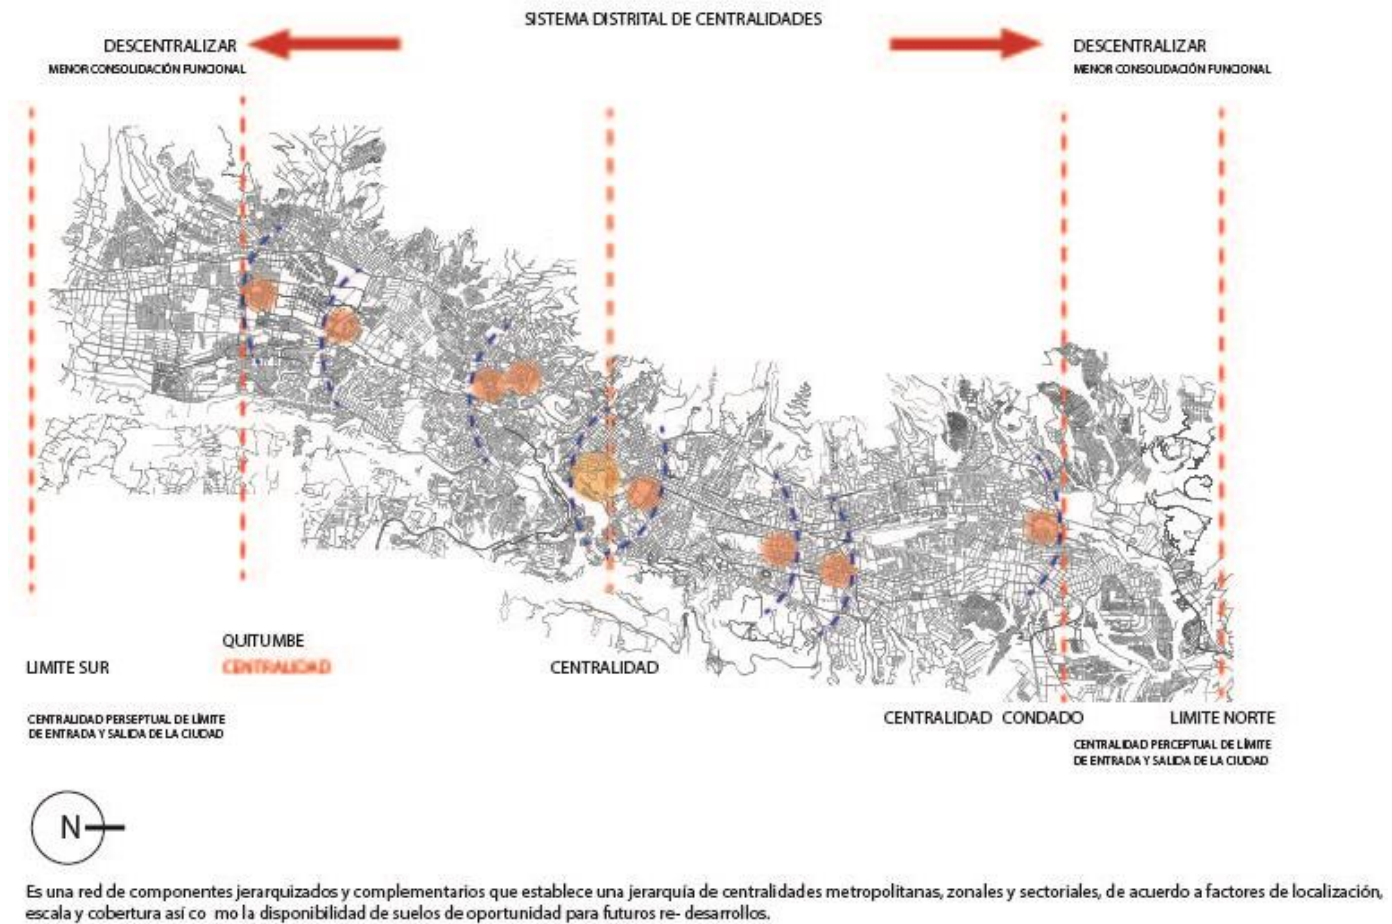 SISTEMA DISTRITAL DE CENTRALIDADES
DESCENTRALIZAR
MENOR CONSOLIDACIÓN FUNCIONAL
DESCENTRALIZAR
MENOR CONSOLIDACIÓN FUNCIONAL
QUITUMBE
LIMITE SUR
CENTRALIDAD
CENTRALIDAD
CENTRALIDAD PERSEPTUAL DE LÍMITE
DE ENTRADA Y SALIDA DE LA CIUDAD
CENTRALIDAD CONDADO
LIMITE NORTE
CENTRALIDAD PERCEPTUAL DE LÍMITE
DE ENTRADA Y SALIDA DE LA CIUDAD
N
Es una red de componentes jerarquizados y complementarios que establece una jerarquía de centralidades metropolitanas, zonales y sectoriales, de acuerdo a factores de localización,
escala y cobertura así co mo la disponibilidad de suelos de oportunidad para futuros re- desarrollos.